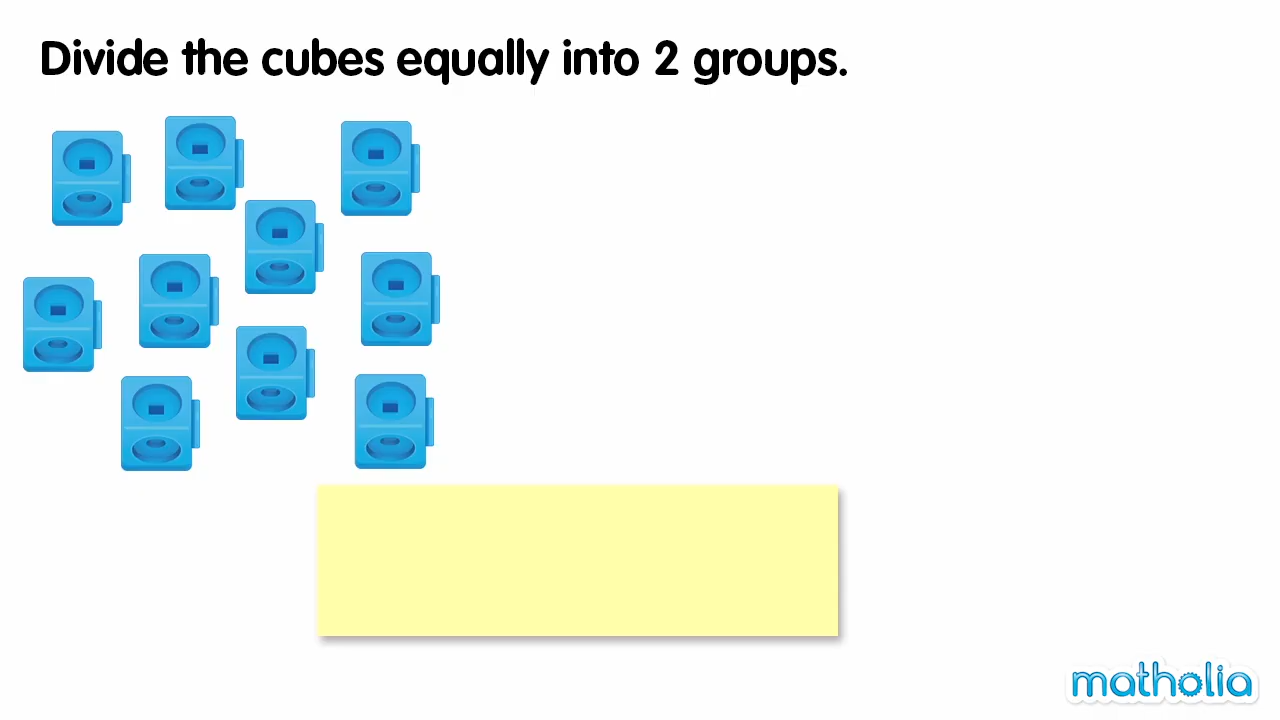 Divide the cubes equally into 2 groups.
matholia